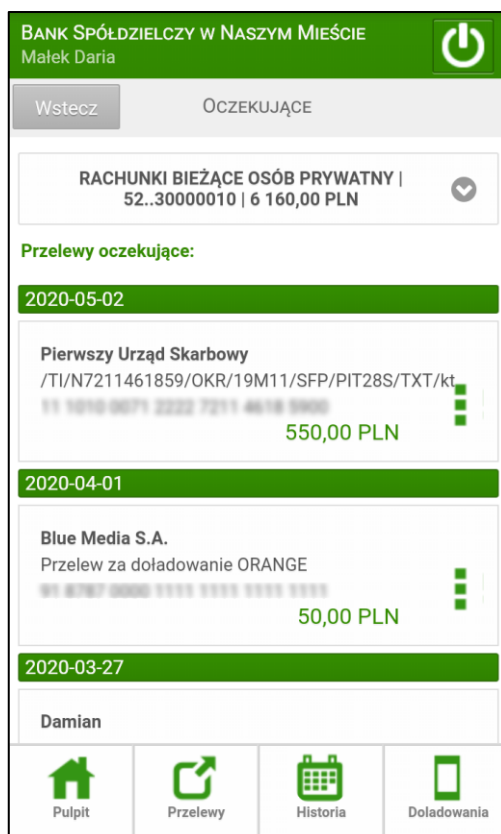 BANK SPÓŁDZIELCZY W NASZYM MIEŚCIE
Małek Daria
Wstecz
OCZEKUJĄCE
RACHUNKI BIEŻĄCE OSÓB PRYWATNY |
52..30000010 | 6 160,00 PLN
Przelewy oczekujące:
2020-05-02
Pierwszy Urząd Skarbowy
/TI/N7211461859/OKR/19M11/SFP/PIT28S/TXT/kt
550,00 PLN
2020-04-01
Blue Media S.A.
Przelew za doładowanie ORANGE
50,00 PLN
2020-03-27
Damian
Pulpit
Przelewy
Historia
Doladowania